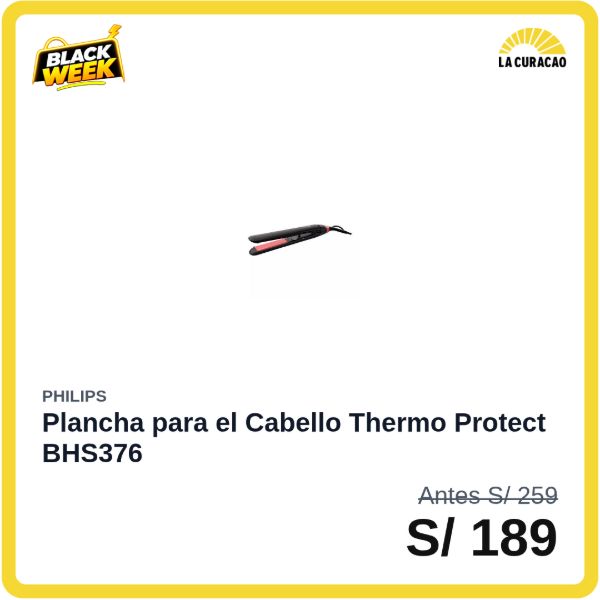 BLACK
WEEK
LA CURACAO
PHILIPS
Plancha para el Cabello Thermo Protect
BHS376
Antes S/ 259
S/ 189